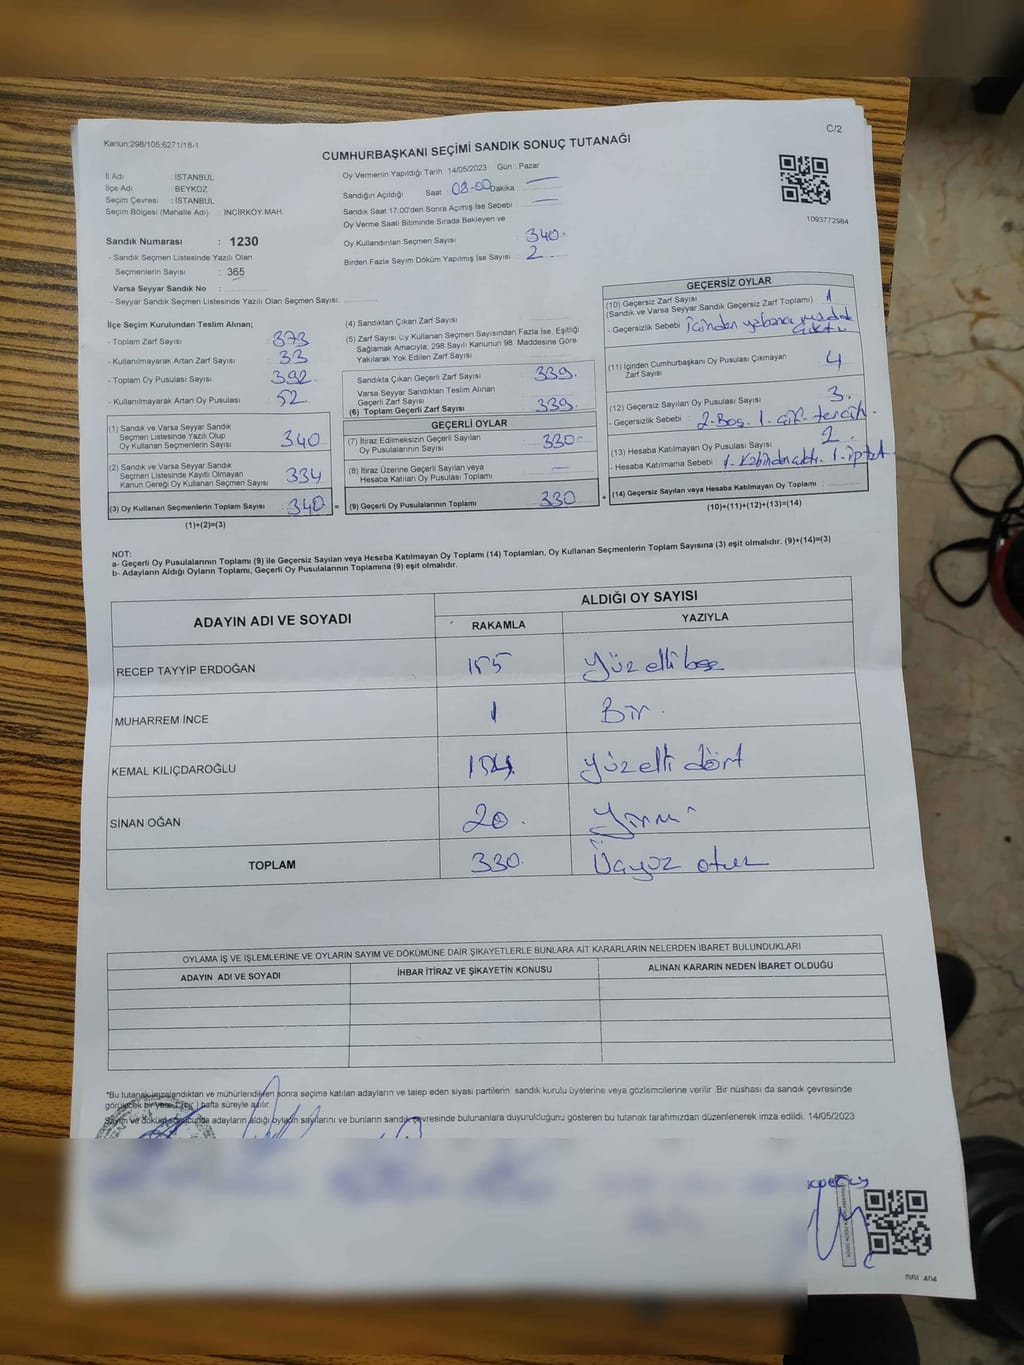 Kanun;298/105;6271/18-1
C/2
CUMHURBAŞKANI SEÇİMİ SANDIK SONUÇ TUTANAĞI
İl Adı : İSTANBUL
İlçe Adı : BEYKOZ
Seçim Çevresi : İSTANBUL
Seçim Bölgesi (Mahalle Adı) : İNCİRKÖY MAH.
Oy Vermenin Yapıldığı Tarih : 14/05/2023 Gün : Pazar
Sandığın Açıldığı Saat : 08-00 Dakika
Sandık Saat 17:00'den Sonra Açımış İse Sebebi
Oy Verme Saati Bitiminde Sırada Bekleyen ve
Oy Kullandırılan Seçmen Sayısı : 340.
Birden Fazla Sayım Döküm Yapılmış İse Sayısı : 2
1093772984
Sandık Numarası : 1230
- Sandık Seçmen Listesinde Yazılı Olan
Seçmenlerin Sayısı : 365
Varsa Seyyar Sandık No :
- Seyyar Sandık Seçmen Listesinde Yazılı Olan Seçmen Sayısı:
İlçe Seçim Kurulundan Teslim Alınan;
- Toplam Zarf Sayısı : 373
- Kullanılmayarak Artan Zarf Sayısı : 33
- Toplam Oy Pusulası Sayısı : 392
- Kullanılmayarak Artan Oy Pusulası : 52
(1) Sandık ve Varsa Seyyar Sandık
Seçmen Listesinde Yazılı Olup
Oy Kullanan Seçmenlerin Sayısı : 340
(2) Sandık ve Varsa Seyyar Sandık
Seçmen Listesinde Kayıtlı Olmayan
Kanun Gereği Oy Kullanan Seçmen Sayısı : 334
(3) Oy Kullanan Seçmenlerin Toplam Sayısı : 340 =
(1)+(2)=(3)
(4) Sandıktan Çıkan Zarf Sayısı :
(5) Zarf Sayısı Oy Kullanan Seçmen Sayısından Fazla İse, Eşitliği
Sağlamak Amacıyla; 298 Sayılı Kanunun 98. Maddesine Göre
Yakılarak Yok Edilen Zarf Sayısı
Sandıkta Çıkan Geçerli Zarf Sayısı : 339.
Varsa Seyyar Sandıktan Teslim Alınan
Geçerli Zarf Sayısı
(6) Toplam Geçerli Zarf Sayısı : 339
GEÇERLİ OYLAR
(7) İtiraz Edilmeksizin Geçerli Sayılan
Oy Pusulalarının Sayısı : 330
(8) İtiraz Üzerine Geçerli Sayılan veya
Hesaba Katılan Oy Pusulası Toplamı
(9) Geçerli Oy Pusulalarının Toplamı : 330 +
GEÇERSİZ OYLAR
(10) Geçersiz Zarf Sayısı : 1
(Sandık ve Varsa Seyyar Sandık Geçersiz Zarf Toplamı)
- Geçersizlik Sebebi : içinden yabancı madde çıktı
(11) İçinden Cumhurbaşkanı Oy Pusulası Çıkmayan
Zarf Sayısı 4
(12) Geçersiz Sayılan Oy Pusulası Sayısı : 3.
- Geçersizlik Sebebi : 2-Boş. 1. çift-tercih.
(13) Hesaba Katılmayan Oy Pusulası Sayısı : 2.
- Hesaba Katılmama Sebebi :
(14) Geçersiz Sayılan veya Hesaba Katılmayan Oy Toplamı :
(10)+(11)+(12)+(13)=(14)
NOT:
a- Geçerli Oy Pusulalarının Toplamı (9) ile Geçersiz Sayılan veya Hesaba Katılmayan Oy Toplamı (14) Toplamları, Oy Kullanan Seçmenlerin Toplam Sayısına (3) eşit olmalıdır. (9)+(14)=(3)
b- Adayların Aldığı Oyların Toplamı, Geçerli Oy Pusulalarının Toplamına (9) eşit olmalıdır.
ADAYIN ADI VE SOYADI
ALDIĞI OY SAYISI
RAKAMLA YAZIYLA
RECEP TAYYİP ERDOĞAN 155 yüz elli beş
MUHARREM İNCE 1 Bir.
KEMAL KILIÇDAROĞLU 154 yüz elli dört
SİNAN OĞAN 20. Yirmi
TOPLAM 330. Üçyüz otuz
OYLAMA İŞ VE İŞLEMLERİNE VE OYLARIN SAYIM VE DÖKÜMÜNE DAİR ŞİKAYETLERLE BUNLARA AİT KARARLARIN NELERDEN İBARET BULUNDUKLARI
ADAYIN ADI VE SOYADI İHBAR İTİRAZ VE ŞİKAYETİN KONUSU ALINAN KARARIN NEDEN İBARET OLDUĞU
*Bu tutanak imzalandıktan ve mühürlendikten sonra seçime katılan adayların ve talep eden siyasi partilerin sandık kurulu üyelerine veya gözlemcilerine verilir. Bir nüshası da sandık çevresinde
görülecek bir yere 1 (bir) hafta süreyle asılır.
Sayım ve döküm sonucunda adayların aldığı oyların sayılarını ve bunların sandık çevresinde bulunanlara duyurulduğunu gösteren bu tutanak tarafımızdan düzenlenerek imza edildi. 14/05/2023